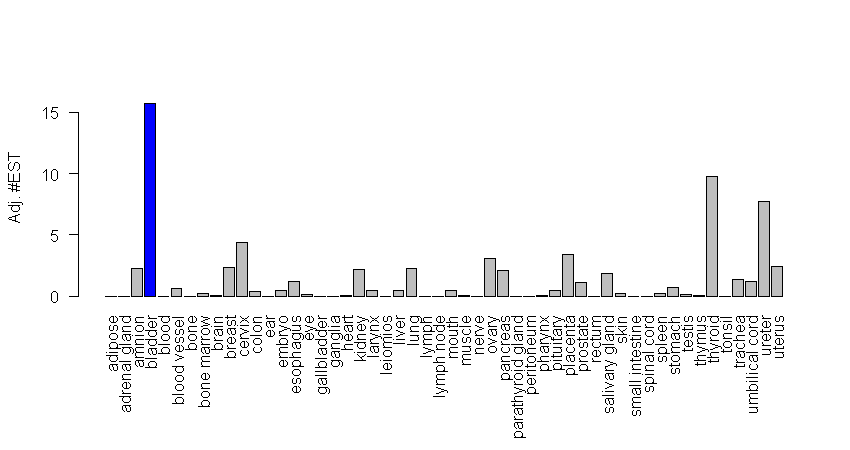 Adj. #EST
15
10
5
0
adipose
adrenal gland
amnion
bladder
blood
blood vessel
bone
bone marrow
brain
breast
cervix
colon
ear
embryo
esophagus
eye
gallbladder
ganglia
heart
kidney
larynx
leiomios
liver
lung
lymph
lymph node
mouth
muscle
nerve
ovary
pancreas
parathyroid gland
peritoneum
pharynx
pituitary
placenta
prostate
rectum
salivary gland
skin
small intestine
spinal cord
spleen
stomach
testis
thymus
thyroid
tonsil
trachea
umbilical cord
ureter
uterus